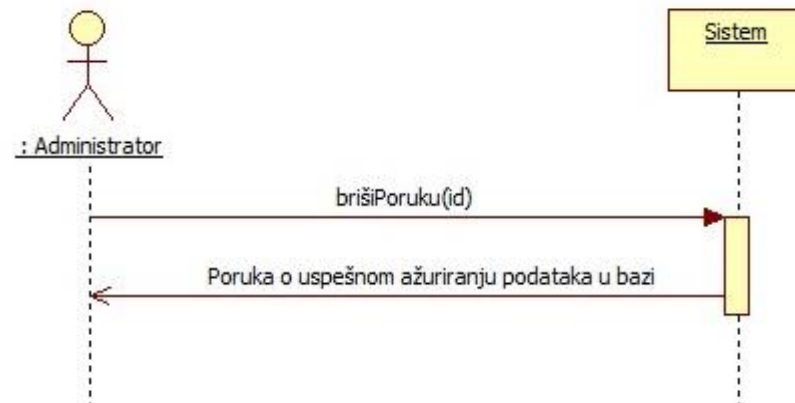 Sistem
: Administrator
brišiPoruku(id)
Poruka o uspešnom ažuriranju podataka u bazi